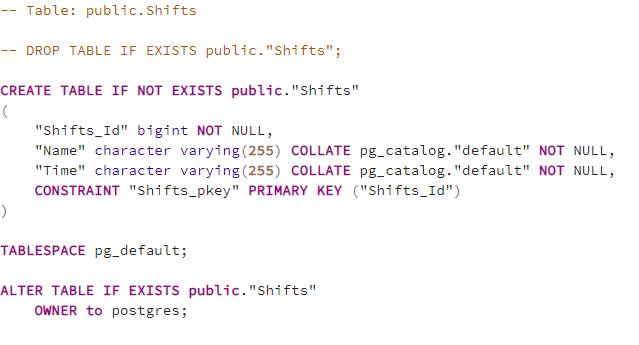 -- Table: public.Shifts
-- DROP TABLE IF EXISTS public."Shifts";
CREATE TABLE IF NOT EXISTS public."Shifts"
(
    "Shifts_Id" bigint NOT NULL,
    "Name" character varying(255) COLLATE pg_catalog."default" NOT NULL,
    "Time" character varying(255) COLLATE pg_catalog."default" NOT NULL,
    CONSTRAINT "Shifts_pkey" PRIMARY KEY ("Shifts_Id")
)
TABLESPACE pg_default;
ALTER TABLE IF EXISTS public."Shifts"
    OWNER to postgres;